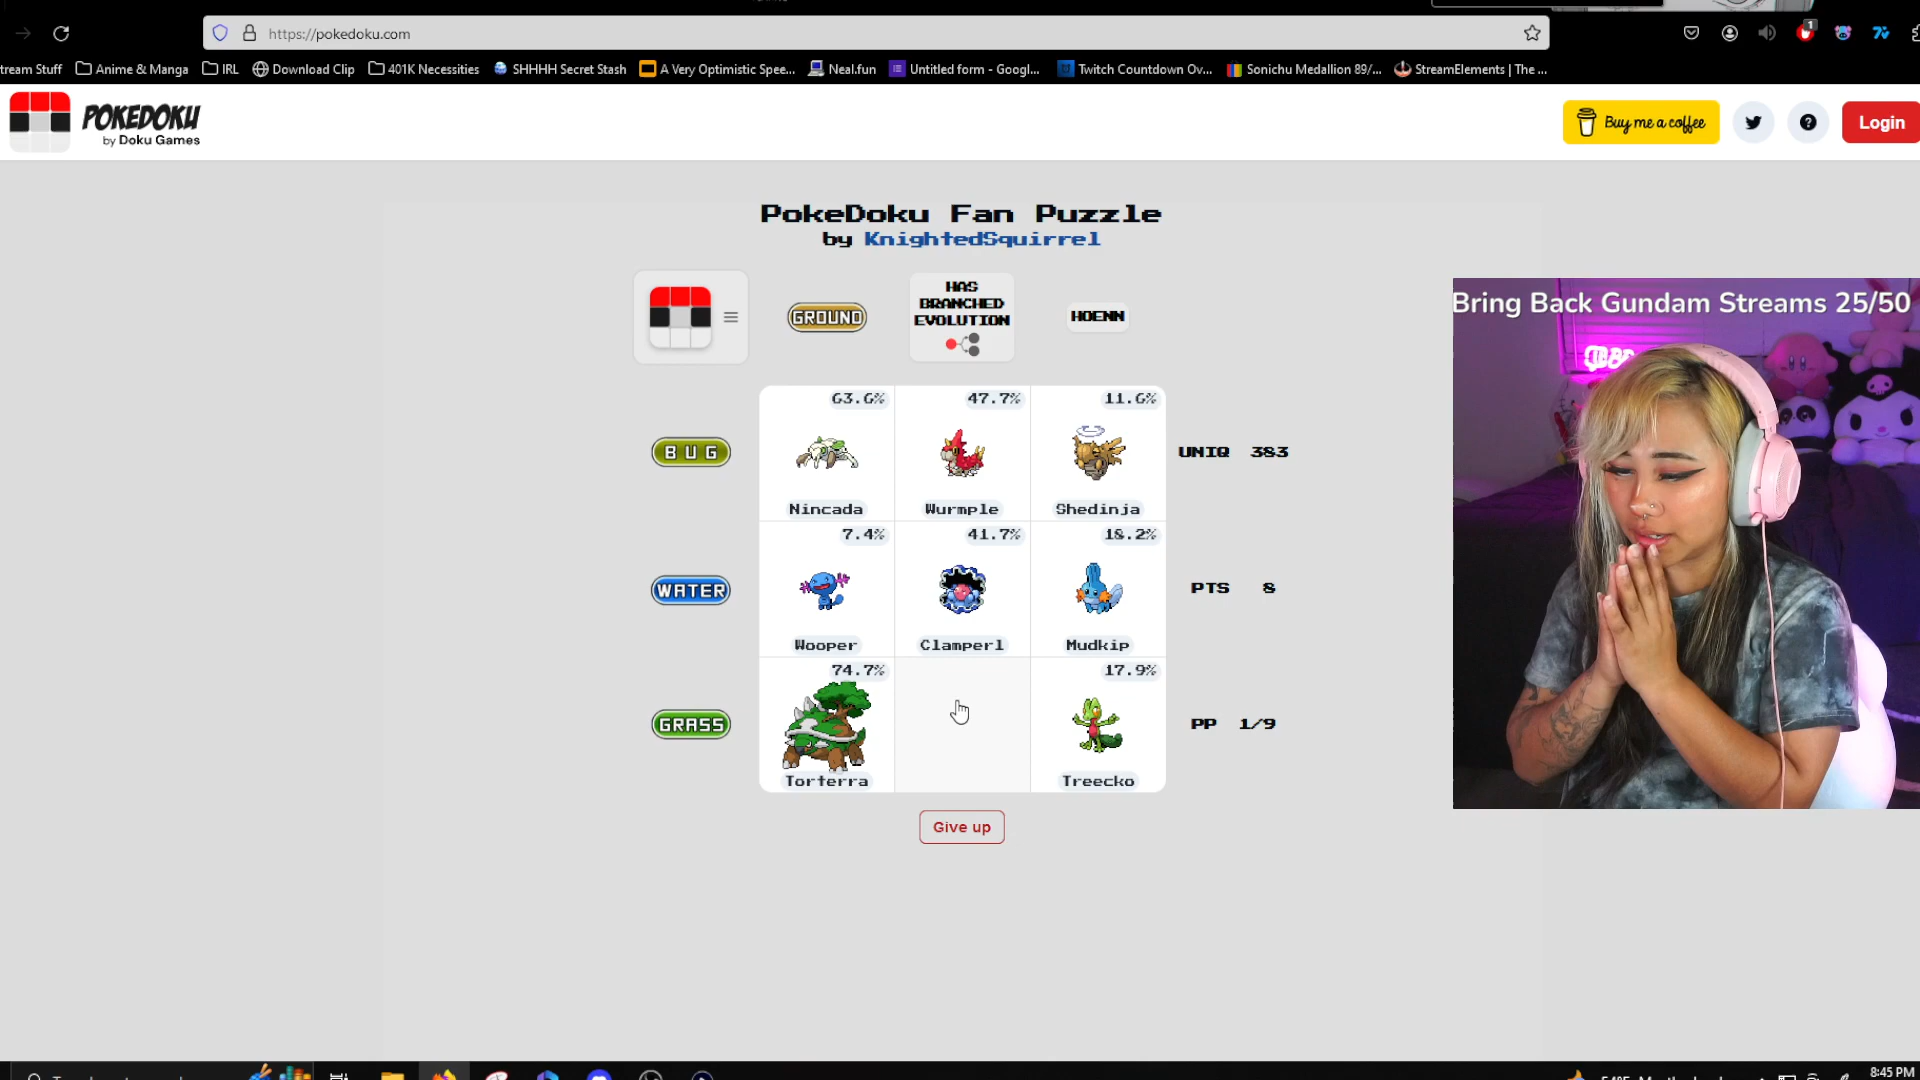 https://pokedoku.com
1
tream Stuff
Anime & Manga
IRL
Download Clip
401K Necessities
SHHHH Secret Stash
A Very Optimistic Spee...
Neal.fun
Untitled form - Googl...
Twitch Countdown Ov...
Sonichu Medallion 89/...
StreamElements | The ...
POKEDOKU
by Doku Games
Buy me a coffee
?
Login
PokeDoku Fan Puzzle
by KnightedSquirrel
GROUND
HAS
BRANCHED
EVOLUTION
HOENN
Bring Back Gundam Streams 25/50
BUG
63.6%
Nincada
47.7%
Wurmple
11.6%
Shedinja
UNIQ 383
WATER
7.4%
Wooper
41.7%
Clamperl
18.2%
Mudkip
PTS 8
GRASS
74.7%
Torterra
17.9%
Treecko
PP 1/9
Give up
8:45 PM